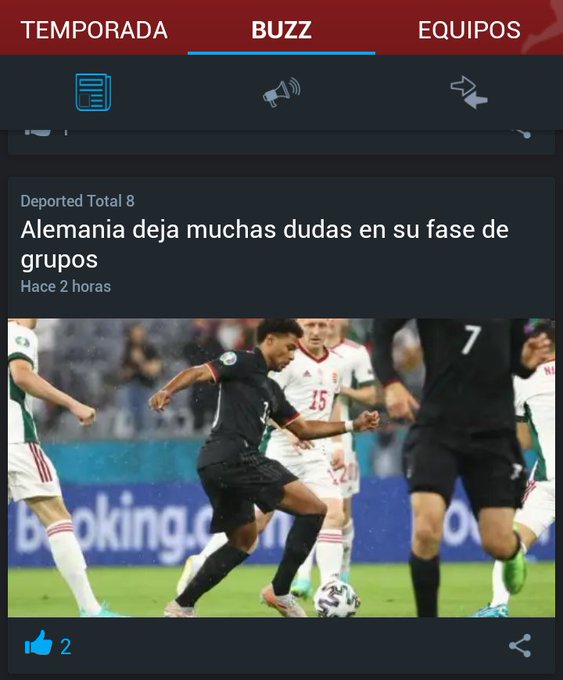 TEMPORADA BUZZ EQUIPOS
Deported Total 8
Alemania deja muchas dudas en su fase de
grupos
Hace 2 horas
7
15
booking.
2